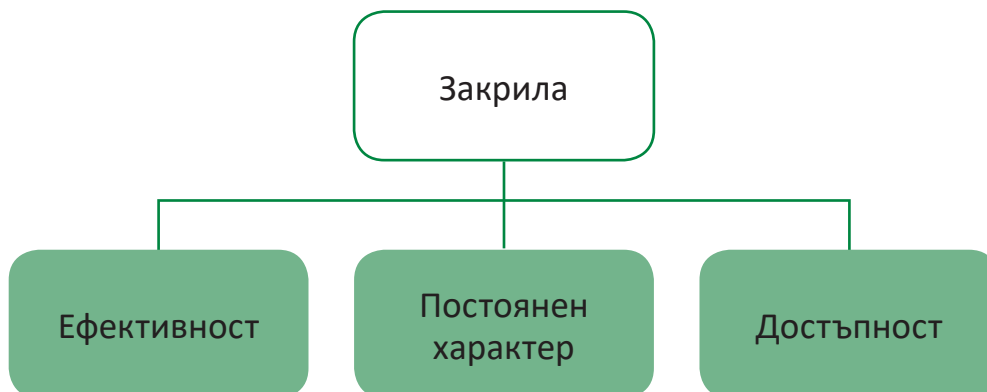 Закрила
Ефективност
Постоянен
характер
Достъпност